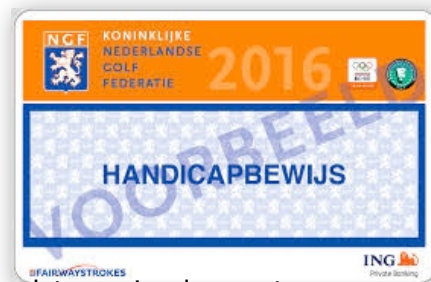 NGF
KONINKLIJKE
NEDERLANDSE
GOLF
FEDERATIE
2016
VOORBEELD
HANDICAPBEWIJS
#FAIRWAYSTROKES
ING
Private Banking